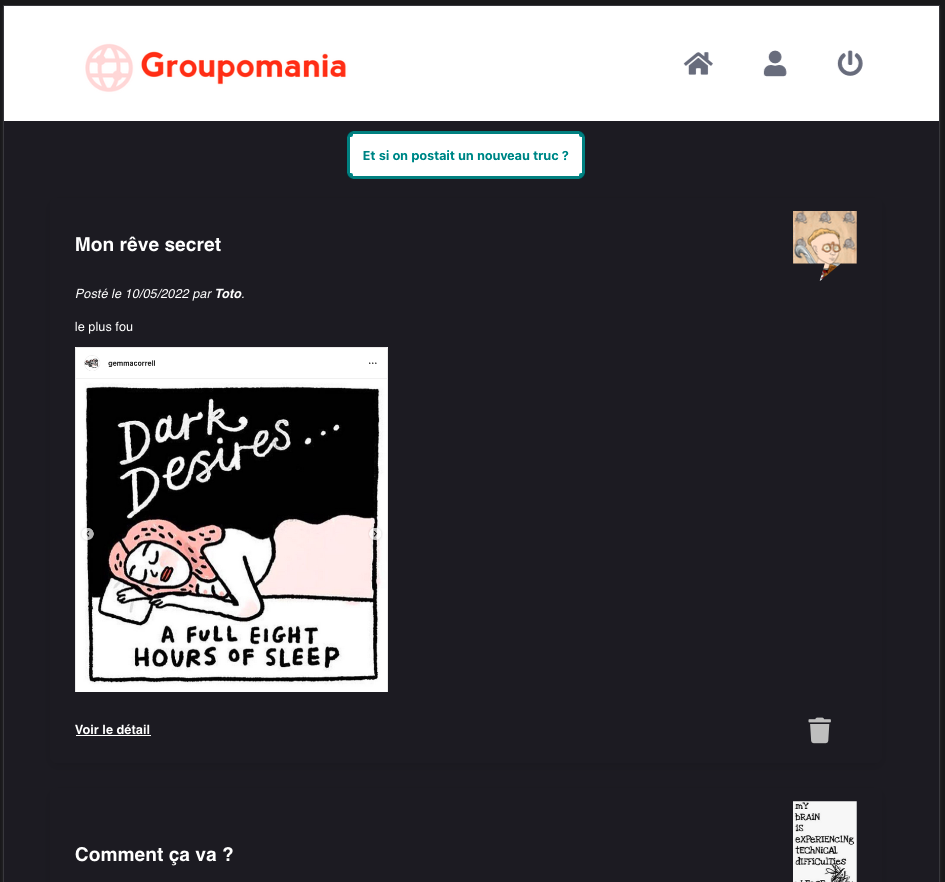 Groupomania
Et si on postait un nouveau truc ?
Mon rêve secret
Posté le 10/05/2022 par Toto.
le plus fou
gemmacorrell
Dark
Desires...
A FULL EIGHT
HOURS OF SLEEP
Voir le détail
Comment ça va ?
mY
bRAiN
iS
eXPeRiENCiNg
tEChNiCAl
diFFiCulTies